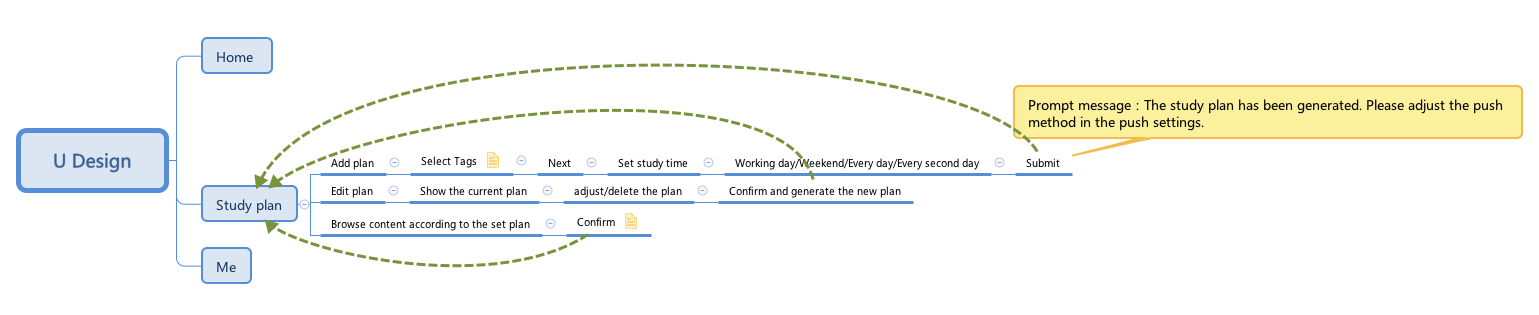 Home
Prompt message : The study plan has been generated. Please adjust the push
method in the push settings.
U Design
Add plan
Select Tags
Next
Set study time
Working day/Weekend/Every day/Every second day
Submit
Study plan
Edit plan
Show the current plan
adjust/delete the plan
Confirm and generate the new plan
Browse content according to the set plan
Confirm
Me